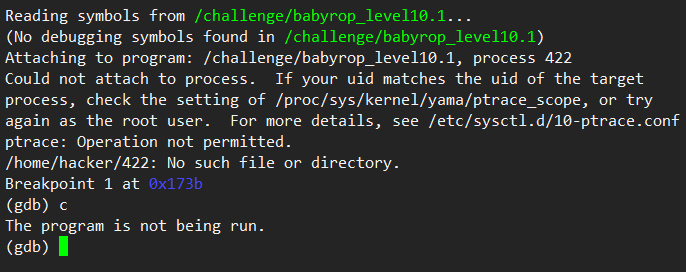 Reading symbols from /challenge/babyrop_level10.1...
(No debugging symbols found in /challenge/babyrop_level10.1)
Attaching to program: /challenge/babyrop_level10.1, process 422
Could not attach to process.  If your uid matches the uid of the target
process, check the setting of /proc/sys/kernel/yama/ptrace_scope, or try
again as the root user.  For more details, see /etc/sysctl.d/10-ptrace.conf
ptrace: Operation not permitted.
/home/hacker/422: No such file or directory.
Breakpoint 1 at 0x173b
(gdb) c
The program is not being run.
(gdb)